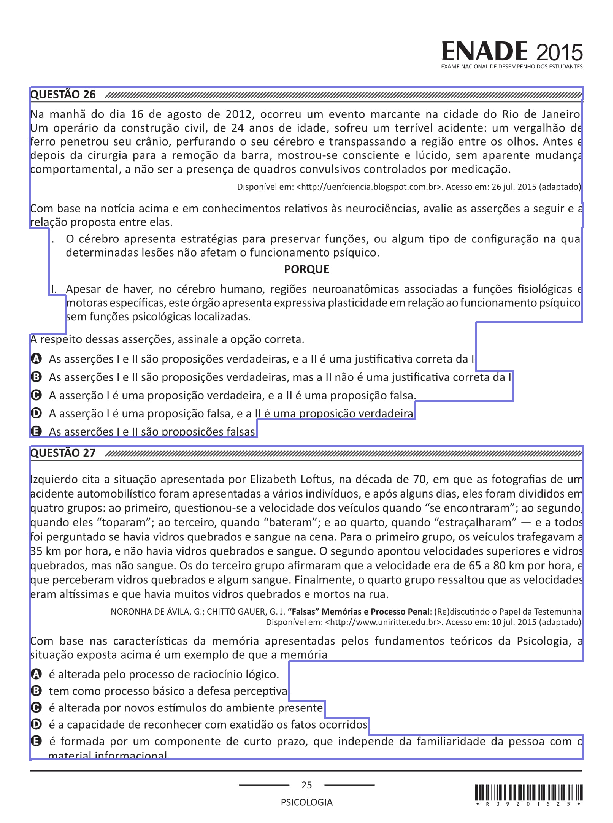 ENADE 2015
EXAME NACIONAL DE DESEMPENHO DOS ESTUDANTES
QUESTÃO 26
Na manhã do dia 16 de agosto de 2012, ocorreu um evento marcante na cidade do Rio de Janeiro.
Um operário da construção civil, de 24 anos de idade, sofreu um terrível acidente: um vergalhão de
ferro penetrou seu crânio, perfurando o seu cérebro e transpassando a região entre os olhos. Antes e
depois da cirurgia para a remoção da barra, mostrou-se consciente e lúcido, sem aparente mudança
comportamental, a não ser a presença de quadros convulsivos controlados por medicação.
Disponível em: <http://uenfciencia.blogspot.com.br>. Acesso em: 26 jul. 2015 (adaptado).
Com base na notícia acima e em conhecimentos relativos às neurociências, avalie as asserções a seguir e a
relação proposta entre elas.
I. O cérebro apresenta estratégias para preservar funções, ou algum tipo de configuração na qual
determinadas lesões não afetam o funcionamento psíquico.
PORQUE
II. Apesar de haver, no cérebro humano, regiões neuroanatômicas associadas a funções fisiológicas e
motoras específicas, este órgão apresenta expressiva plasticidade em relação ao funcionamento psíquico,
sem funções psicológicas localizadas.
A respeito dessas asserções, assinale a opção correta.
A As asserções I e II são proposições verdadeiras, e a II é uma justificativa correta da I.
B As asserções I e II são proposições verdadeiras, mas a II não é uma justificativa correta da I.
C A asserção I é uma proposição verdadeira, e a II é uma proposição falsa.
D A asserção I é uma proposição falsa, e a II é uma proposição verdadeira.
E As asserções I e II são proposições falsas.
QUESTÃO 27
Izquierdo cita a situação apresentada por Elizabeth Loftus, na década de 70, em que as fotografias de um
acidente automobilístico foram apresentadas a vários indivíduos, e após alguns dias, eles foram divididos em
quatro grupos: ao primeiro, questionou-se a velocidade dos veículos quando “se encontraram”; ao segundo,
quando eles “toparam”; ao terceiro, quando “bateram”; e ao quarto, quando “estraçalharam” — e a todos
foi perguntado se havia vidros quebrados e sangue na cena. Para o primeiro grupo, os veículos trafegavam a
35 km por hora, e não havia vidros quebrados e sangue. O segundo apontou velocidades superiores e vidros
quebrados, mas não sangue. Os do terceiro grupo afirmaram que a velocidade era de 65 a 80 km por hora, e
que perceberam vidros quebrados e algum sangue. Finalmente, o quarto grupo ressaltou que as velocidades
eram altíssimas e que havia muitos vidros quebrados e mortos na rua.
NORONHA DE ÁVILA, G.; CHITTÓ GAUER, G. J. “Falsas” Memórias e Processo Penal: (Re)discutindo o Papel da Testemunha.
Disponível em: <http://www.uniritter.edu.br>. Acesso em: 10 jul. 2015 (adaptado).
Com base nas características da memória apresentadas pelos fundamentos teóricos da Psicologia, a
situação exposta acima é um exemplo de que a memória
A é alterada pelo processo de raciocínio lógico.
B tem como processo básico a defesa perceptiva.
C é alterada por novos estímulos do ambiente presente.
D é a capacidade de reconhecer com exatidão os fatos ocorridos.
E é formada por um componente de curto prazo, que independe da familiaridade da pessoa com o
material informacional.
25
PSICOLOGIA
*R3920152 5*